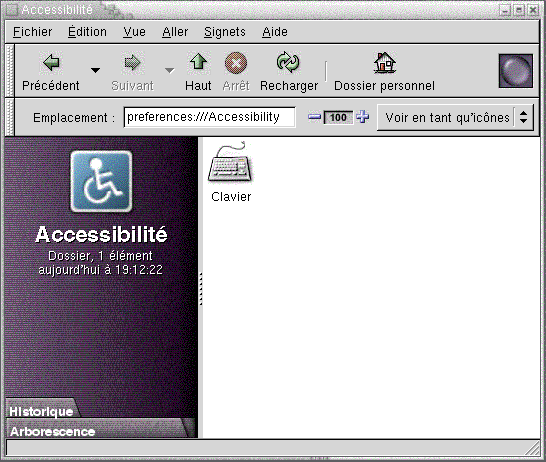 Accessibilité
Fichier Édition Vue Aller Signets Aide
Précédent Suivant Haut Arrêt Recharger Dossier personnel
Emplacement : preferences:///Accessibility 100 Voir en tant qu'icônes
Clavier
Accessibilité
Dossier, 1 élément
aujourd'hui à 19:12:22
Historique
Arborescence